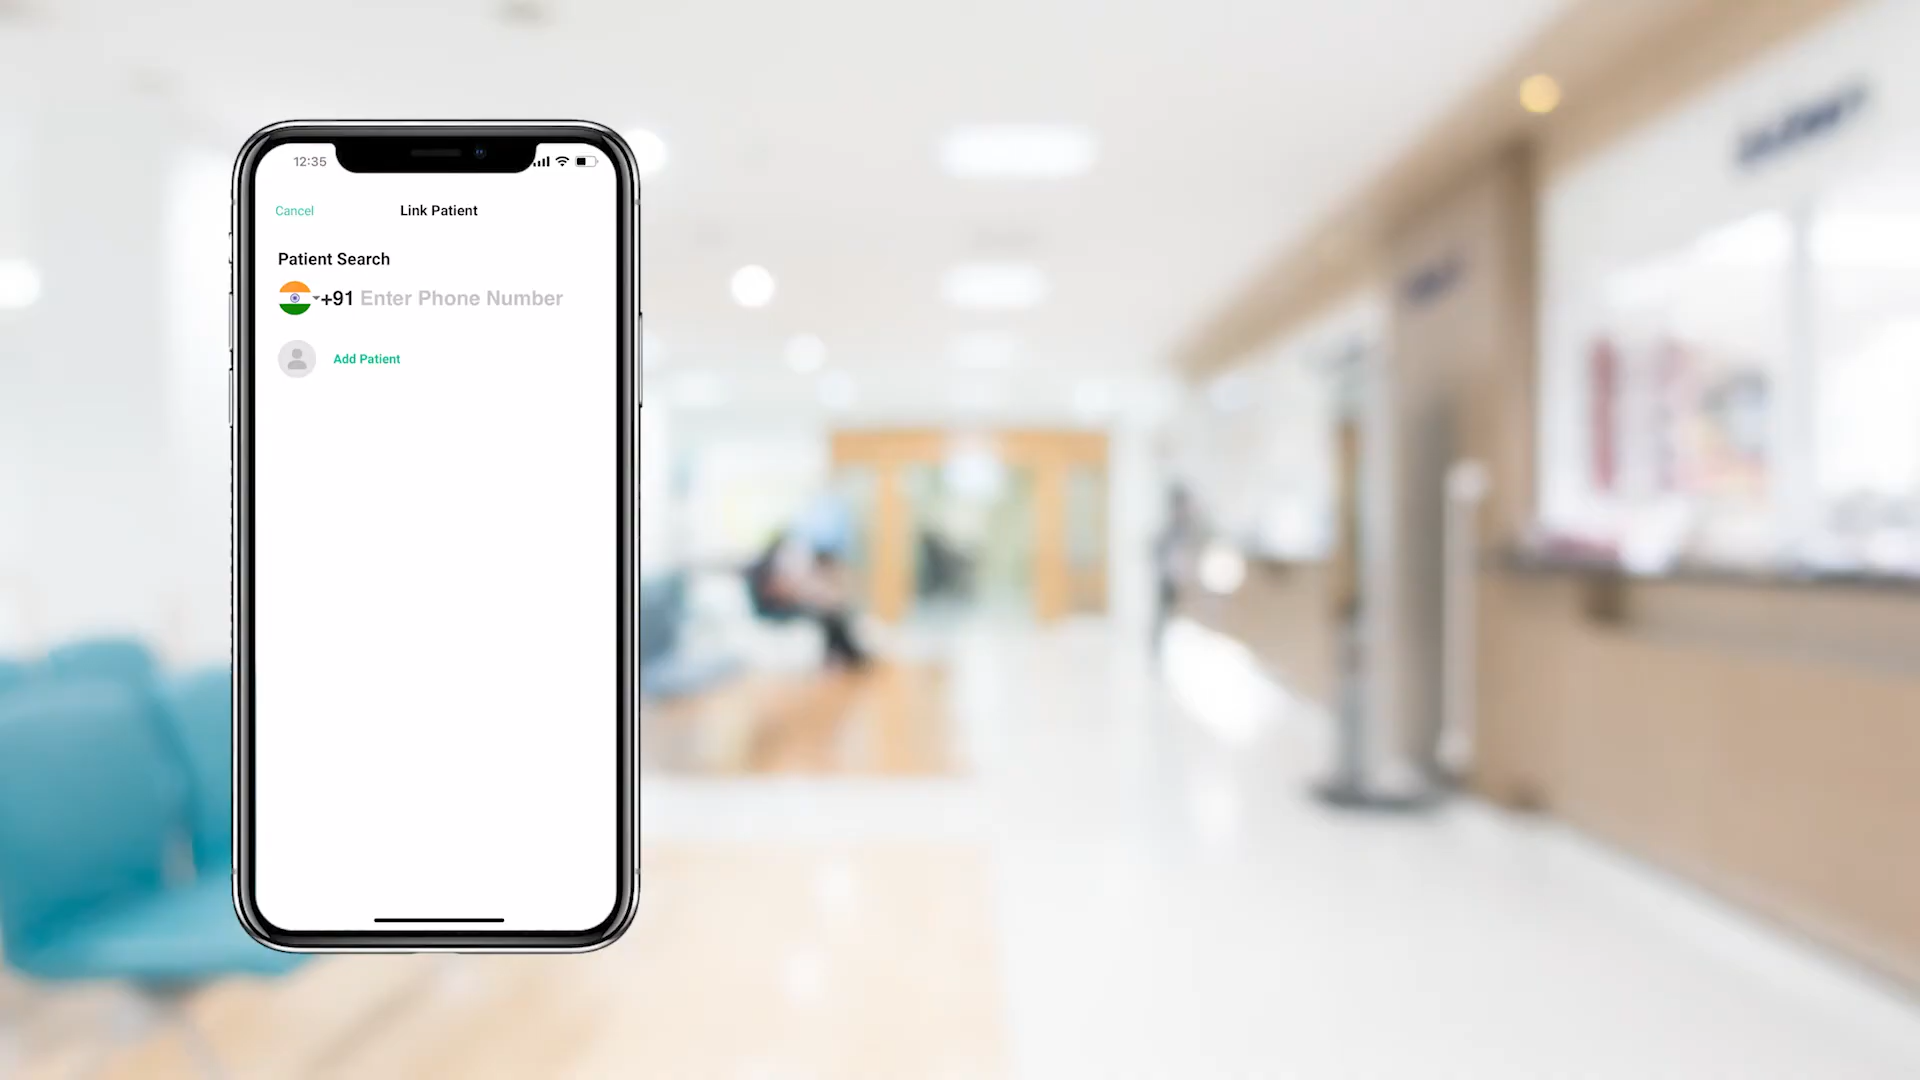 12:35
Cancel
Link Patient
Patient Search
+91 Enter Phone Number
Add Patient